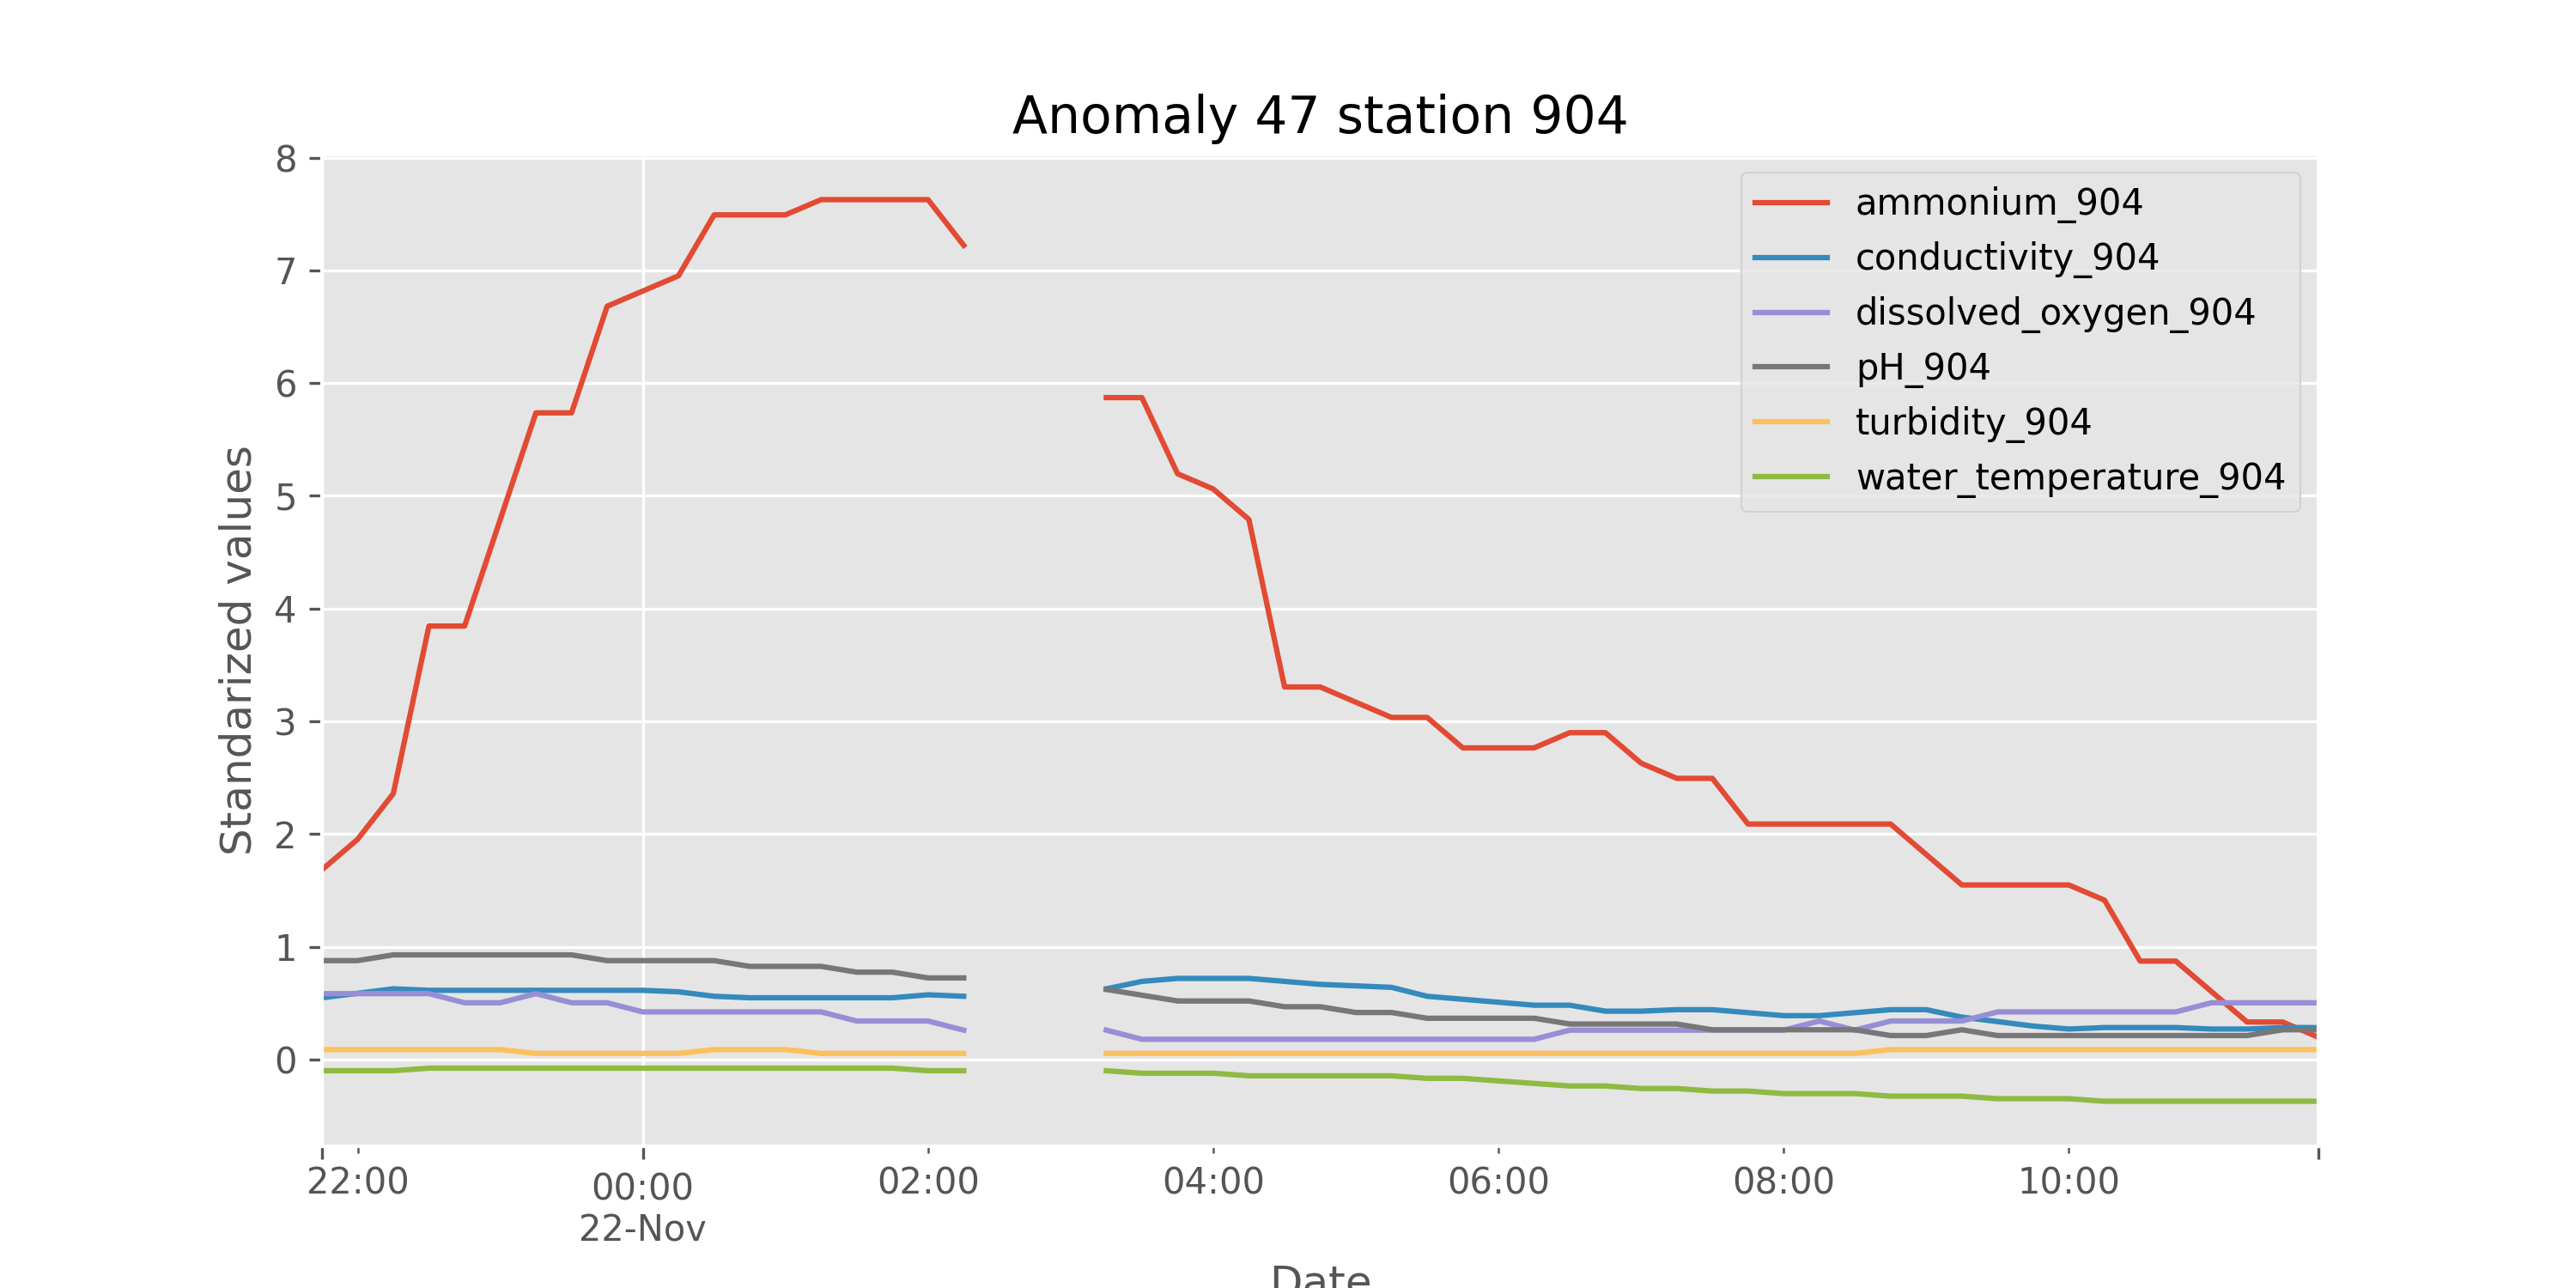 Anomaly 47 station 904
8
7
6
5
4
3
2
1
0
Standarized values
ammonium_904
conductivity_904
dissolved_oxygen_904
pH_904
turbidity_904
water_temperature_904
22:00 00:00 02:00 04:00 06:00 08:00 10:00
22-Nov
Date